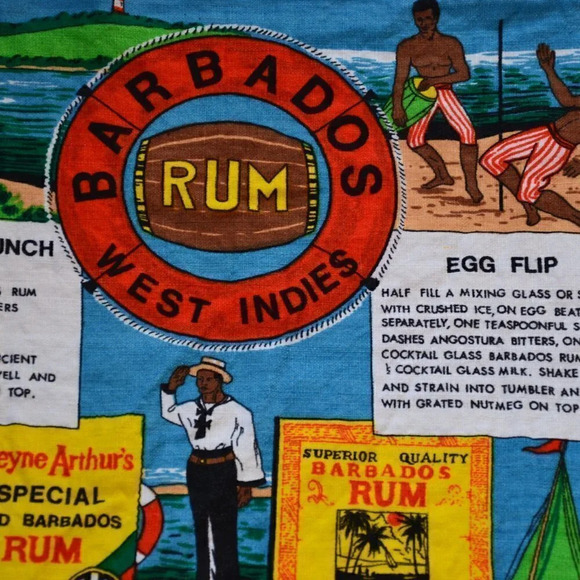 BARBADOS
RUM
WEST INDIES
UNCH
RUM
ERS
CIENT
ELL AND
TOP.
EGG FLIP
HALF FILL A MIXING GLASS OR S
WITH CRUSHED ICE, ON EGG BEAT
SEPARATELY, ONE TEASPOONFUL S
DASHES ANGOSTURA BITTERS, ON
COCKTAIL GLASS BARBADOS RUM
½ COCKTAIL GLASS MILK. SHAKE
AND STRAIN INTO TUMBLER AN
WITH GRATED NUTMEG ON TOP
eyne Arthur's
SPECIAL
D BARBADOS
RUM
SUPERIOR QUALITY
BARBADOS
RUM